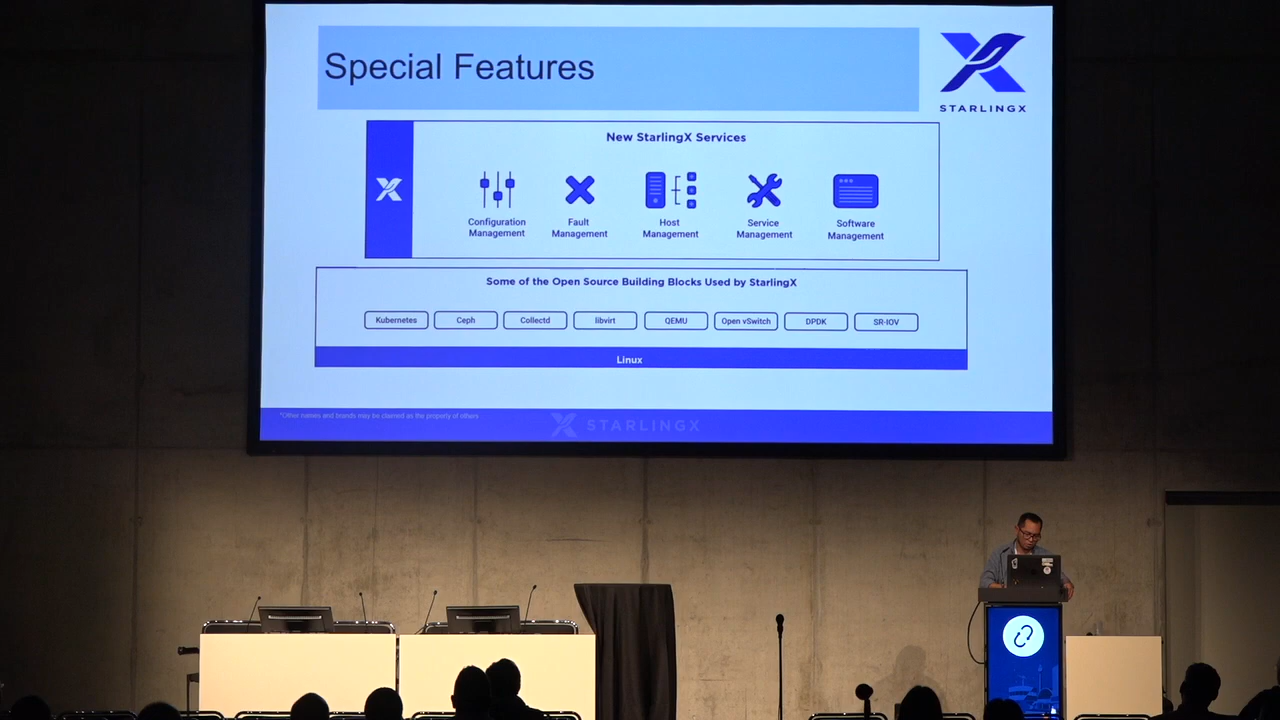 Special Features
STARLINGX
New StarlingX Services
Configuration Management
Fault Management
Host Management
Service Management
Software Management
Some of the Open Source Building Blocks Used by StarlingX
Kubernetes
Ceph
Collectd
libvirt
QEMU
Open vSwitch
DPDK
SR-IOV
Linux
*Other names and brands may be claimed as the property of others
STARLINGX